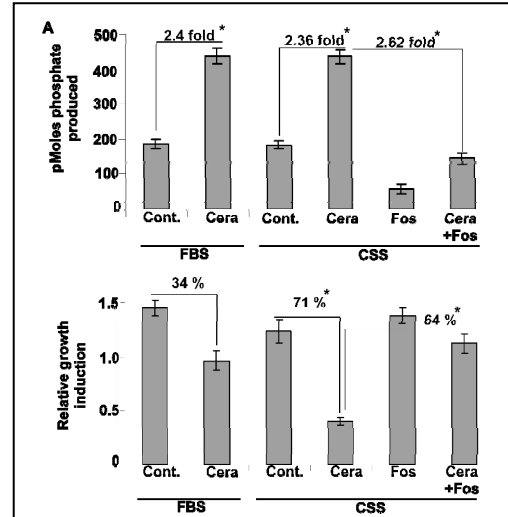 A
pMoles phosphate
produced
500
400
300
200
100
0
2.4 fold*
2.36 fold*
2.62 fold*
Cont. Cera Cont. Cera Fos Cera
+Fos
FBS CSS
Relative growth
induction
1.5
1.0
0.5
0
34 %
71 %*
64 %*
Cont. Cera Cont. Cera Fos Cera
+Fos
FBS CSS